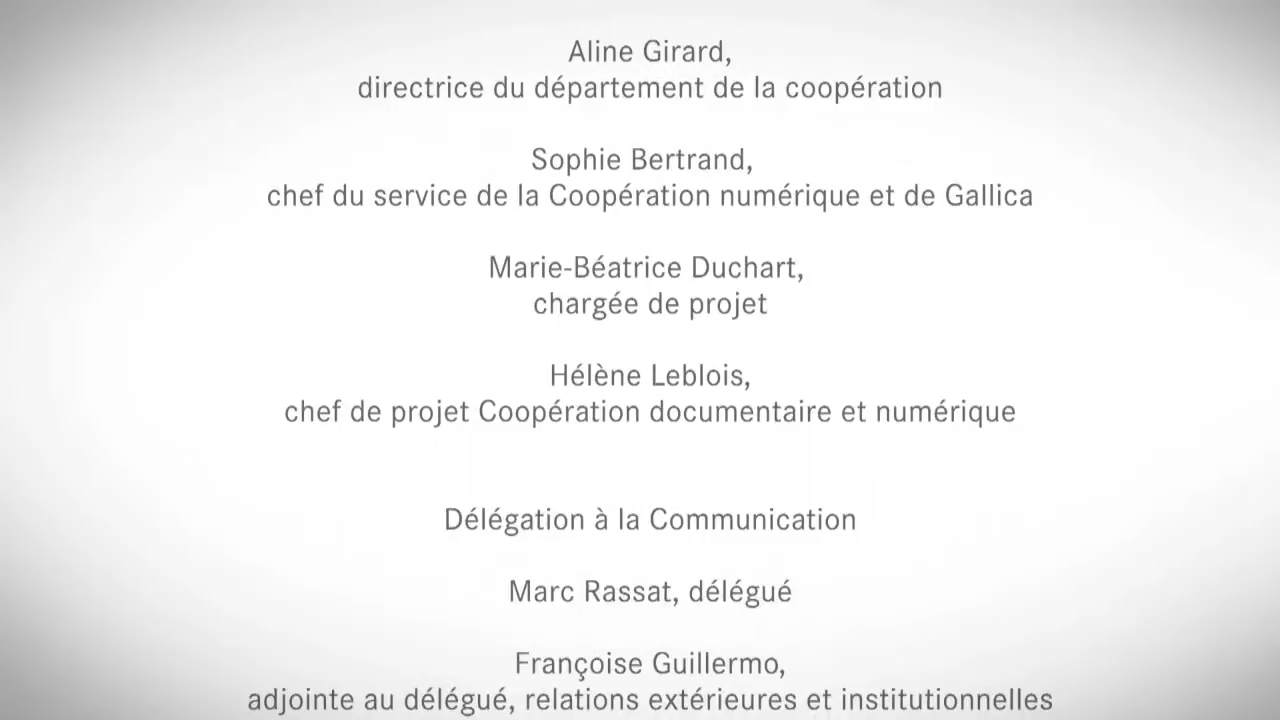 Aline Girard,
directrice du département de la coopération
Sophie Bertrand,
chef du service de la Coopération numérique et de Gallica
Marie-Béatrice Duchart,
chargée de projet
Hélène Leblois,
chef de projet Coopération documentaire et numérique
Délégation à la Communication
Marc Rassat, délégué
Françoise Guillermo,
adjointe au délégué, relations extérieures et institutionnelles